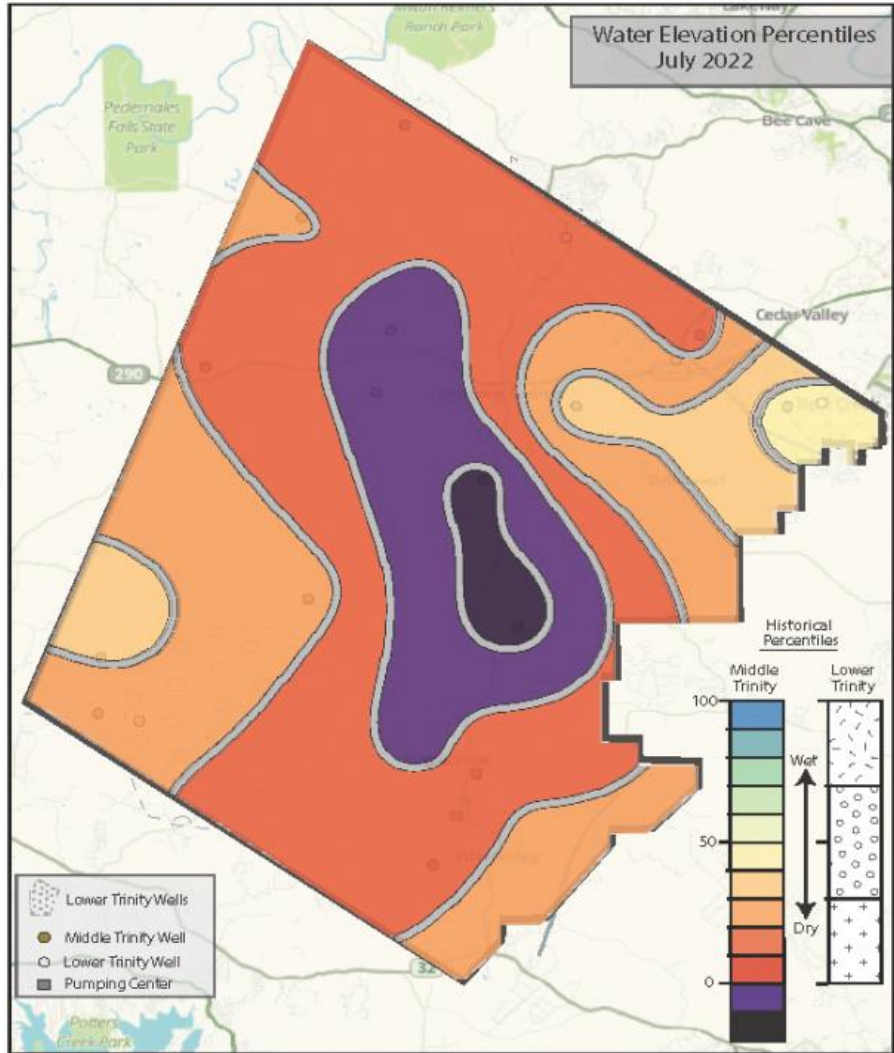 Ranch Park
Water Elevation Percentiles
July 2022
Pedernales
Falls State
Park
Bee Cave
Cedar Valley
290
Historical
Percentiles
Middle
Trinity
Lower
Trinity
100
Wet
50
Dry
0
Lower Trinity Wells
Middle Trinity Well
Lower Trinity Well
Pumping Center
32
Potters
Creek Park